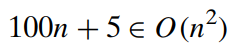 100n + 5 ∈ O(n²)